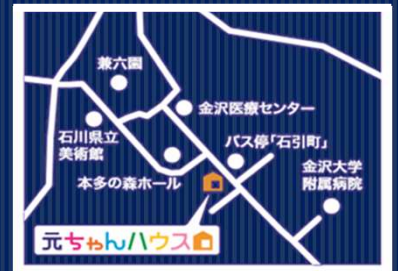 兼六園
金沢医療センター
石川県立
美術館
バス停「石引町」
金沢大学
附属病院
本多の森ホール
元ちゃんハウス